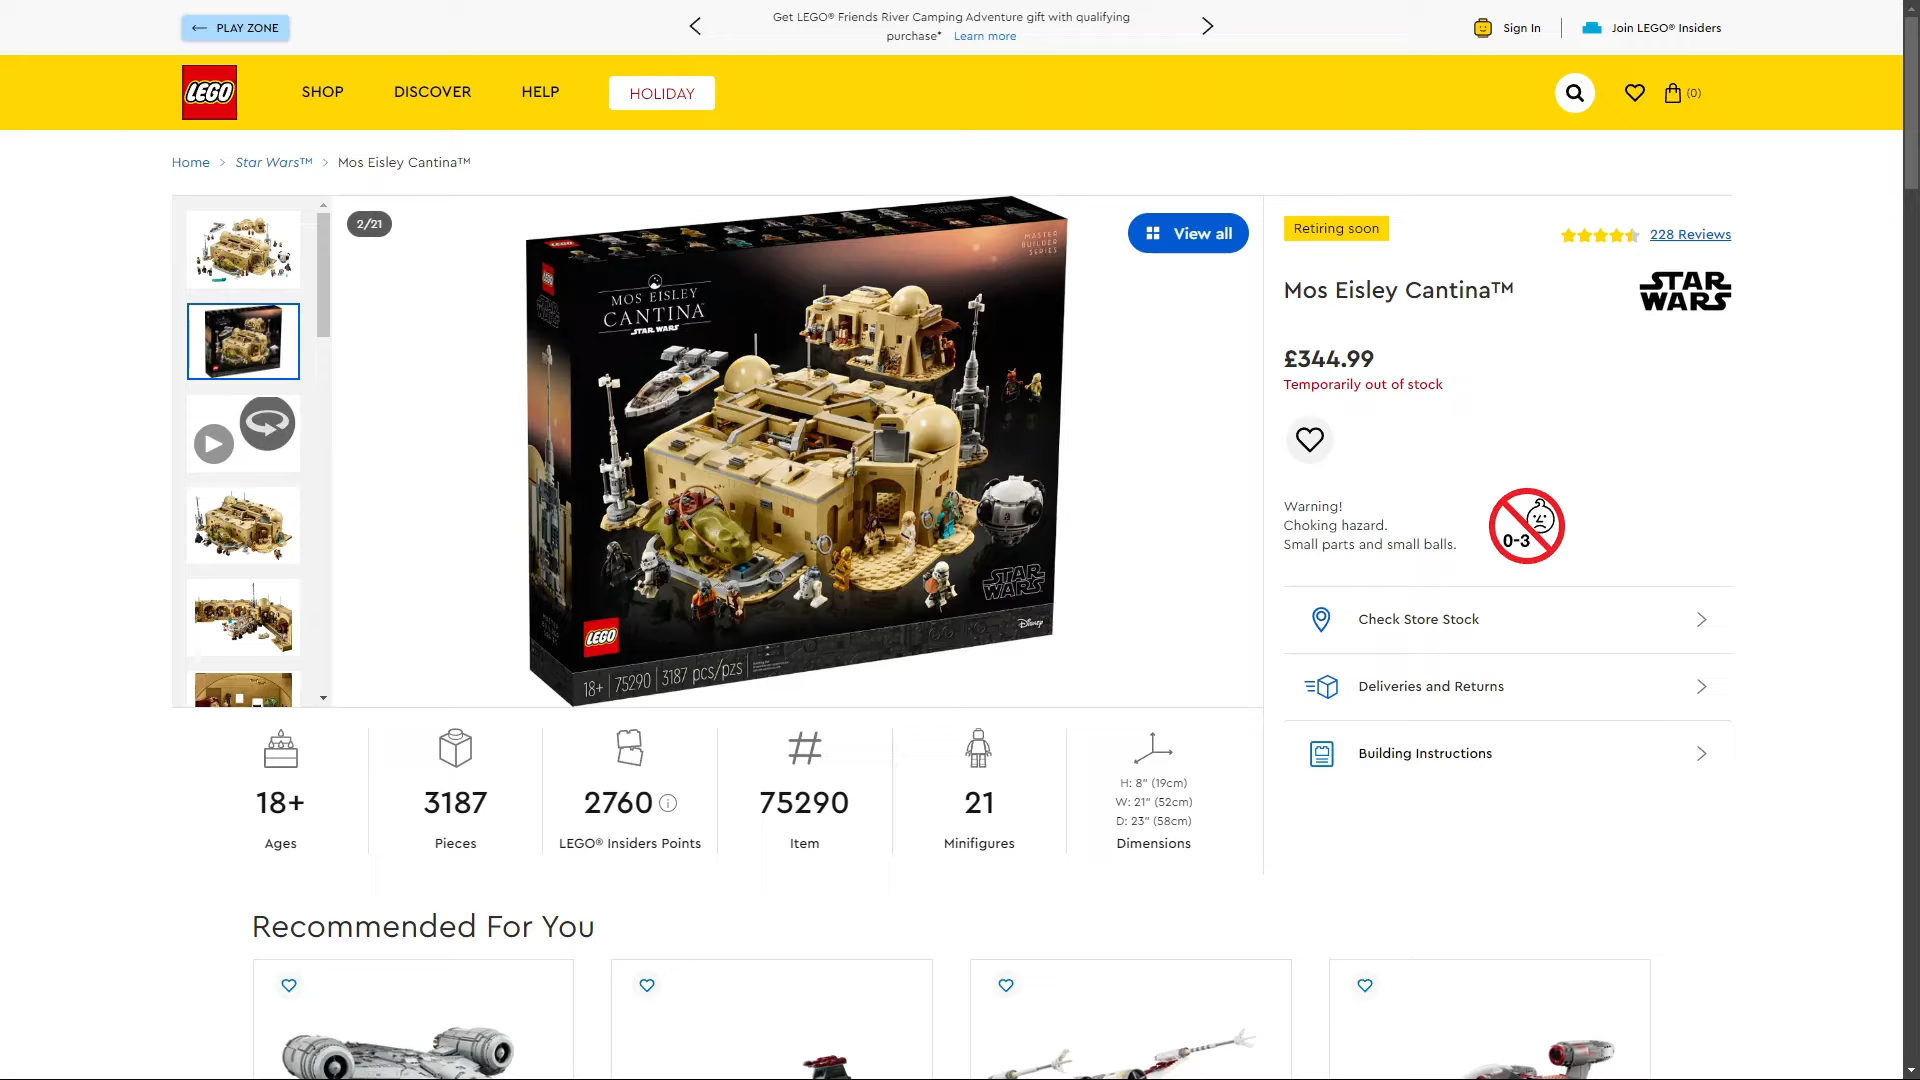 PLAY ZONE
Get LEGO® Friends River Camping Adventure gift with qualifying
purchase* Learn more
Sign In
Join LEGO® Insiders
LEGO
SHOP
DISCOVER
HELP
HOLIDAY
(0)
Home > Star Wars™ > Mos Eisley Cantina™
2/21
LEGO
MASTER
BUILDER
SERIES
View all
LEGO
MOS EISLEY
CANTINA
STAR WARS
STAR WARS
Disney
LEGO
18+ 75290 3187 pcs/pzs
Retiring soon
228 Reviews
Mos Eisley Cantina™
STAR
WARS
£344.99
Temporarily out of stock
Warning!
Choking hazard.
Small parts and small balls.
0-3
Check Store Stock
Deliveries and Returns
Building Instructions
18+
Ages
3187
Pieces
2760
LEGO® Insiders Points
75290
Item
21
Minifigures
H: 8" (19cm)
W: 21" (52cm)
D: 23" (58cm)
Dimensions
Recommended For You